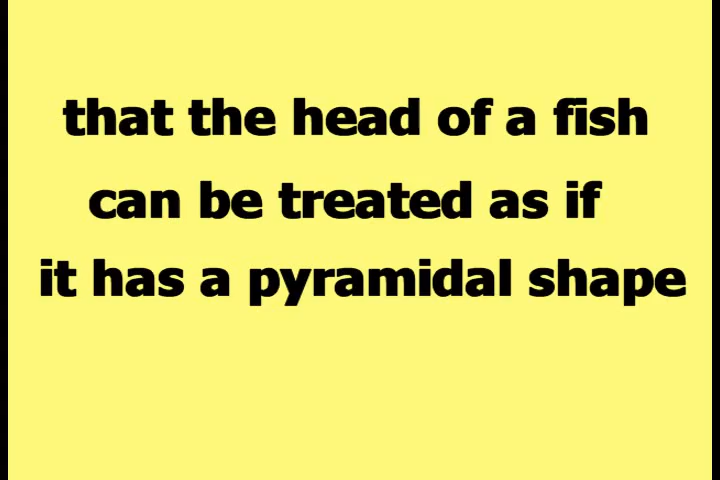 that the head of a fish
can be treated as if
it has a pyramidal shape